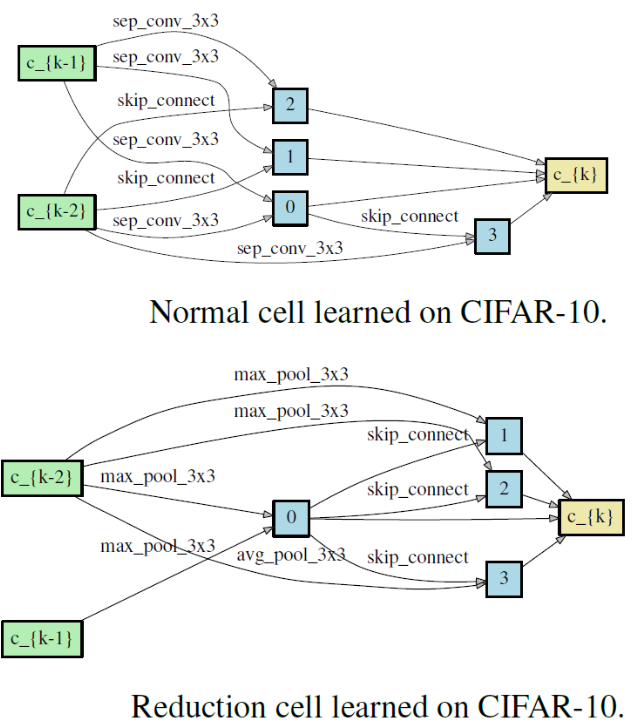 sep_conv_3x3
c_{k-1}
sep_conv_3x3
skip_connect
2
sep_conv_3x3
1
c_{k}
skip_connect
c_{k-2}
0
skip_connect
sep_conv_3x3
3
sep_conv_3x3
Normal cell learned on CIFAR-10.
max_pool_3x3
max_pool_3x3
skip_connect
1
c_{k-2}
max_pool_3x3
skip_connect
2
0
c_{k}
max_pool_3x3
avg_pool_3x3
skip_connect
3
c_{k-1}
Reduction cell learned on CIFAR-10.